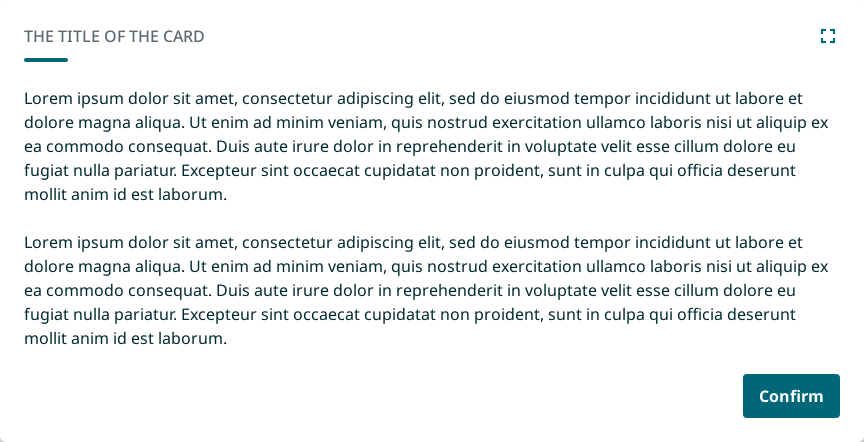 THE TITLE OF THE CARD
Lorem ipsum dolor sit amet, consectetur adipiscing elit, sed do eiusmod tempor incididunt ut labore et
dolore magna aliqua. Ut enim ad minim veniam, quis nostrud exercitation ullamco laboris nisi ut aliquip ex
ea commodo consequat. Duis aute irure dolor in reprehenderit in voluptate velit esse cillum dolore eu
fugiat nulla pariatur. Excepteur sint occaecat cupidatat non proident, sunt in culpa qui officia deserunt
mollit anim id est laborum.
Lorem ipsum dolor sit amet, consectetur adipiscing elit, sed do eiusmod tempor incididunt ut labore et
dolore magna aliqua. Ut enim ad minim veniam, quis nostrud exercitation ullamco laboris nisi ut aliquip ex
ea commodo consequat. Duis aute irure dolor in reprehenderit in voluptate velit esse cillum dolore eu
fugiat nulla pariatur. Excepteur sint occaecat cupidatat non proident, sunt in culpa qui officia deserunt
mollit anim id est laborum.
Confirm